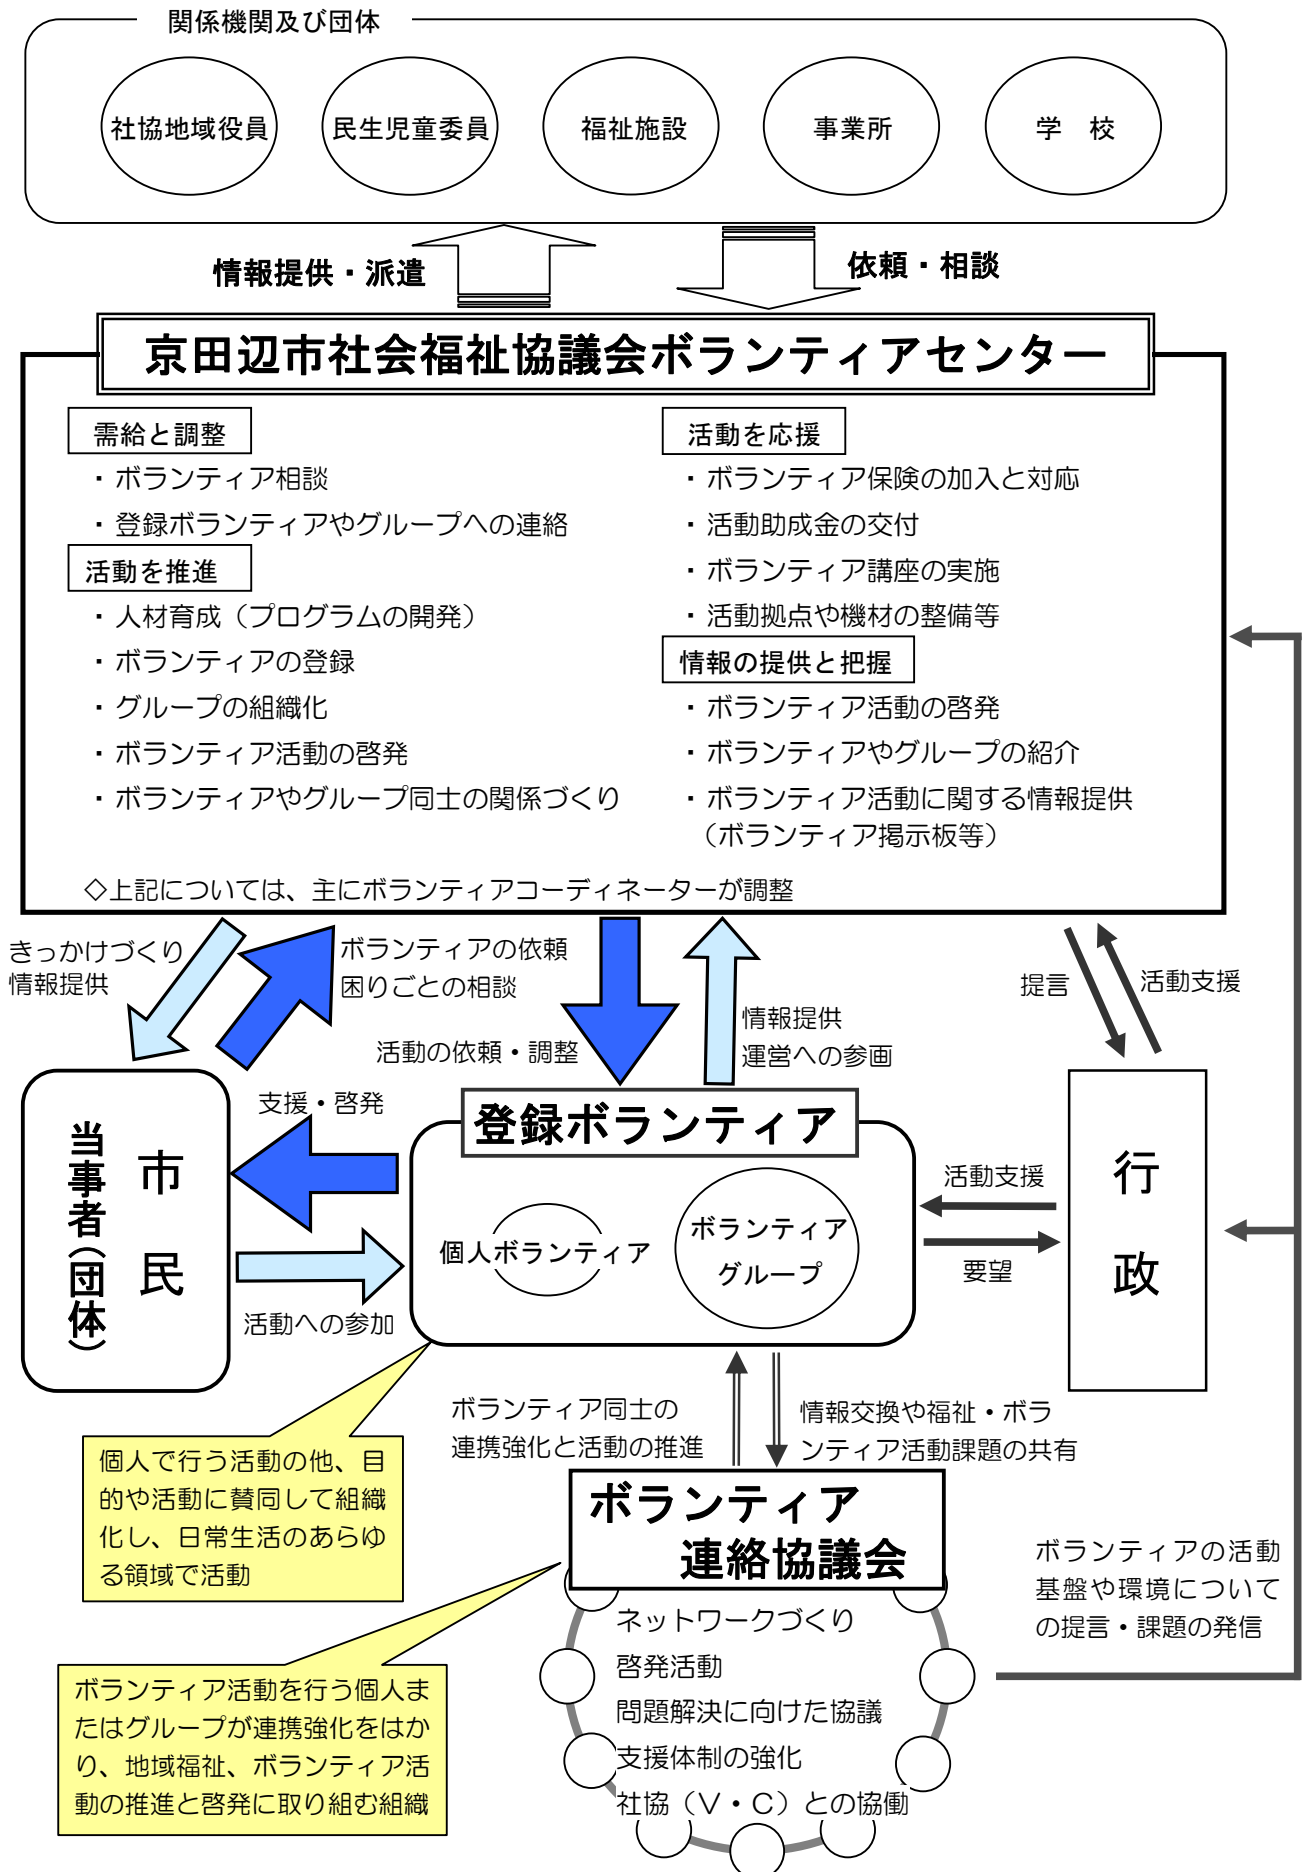 関係機関及び団体
社協地域役員
民生児童委員
福祉施設
事業所
学 校
情報提供・派遣
依頼・相談
京田辺市社会福祉協議会ボランティアセンター
需給と調整
・ボランティア相談
・登録ボランティアやグループへの連絡
活動を推進
・人材育成（プログラムの開発）
・ボランティアの登録
・グループの組織化
・ボランティア活動の啓発
・ボランティアやグループ同士の関係づくり
活動を応援
・ボランティア保険の加入と対応
・活動助成金の交付
・ボランティア講座の実施
・活動拠点や機材の整備等
情報の提供と把握
・ボランティア活動の啓発
・ボランティアやグループの紹介
・ボランティア活動に関する情報提供
（ボランティア掲示板等）
◇上記については、主にボランティアコーディネーターが調整
きっかけづくり
情報提供
ボランティアの依頼
困りごとの相談
活動の依頼・調整
情報提供
運営への参画
提言
活動支援
市民
当事者（団体）
支援・啓発
活動への参加
登録ボランティア
個人ボランティア
ボランティア
グループ
活動支援
要望
行政
ボランティア同士の
連携強化と活動の推進
情報交換や福祉・ボラ
ンティア活動課題の共有
個人で行う活動の他、目
的や活動に賛同して組織
化し、日常生活のあらゆ
る領域で活動
ボランティア
連絡協議会
ネットワークづくり
啓発活動
問題解決に向けた協議
支援体制の強化
社協（Ｖ・Ｃ）との協働
ボランティアの活動
基盤や環境について
の提言・課題の発信
ボランティア活動を行う個人ま
たはグループが連携強化をはか
り、地域福祉、ボランティア活
動の推進と啓発に取り組む組織